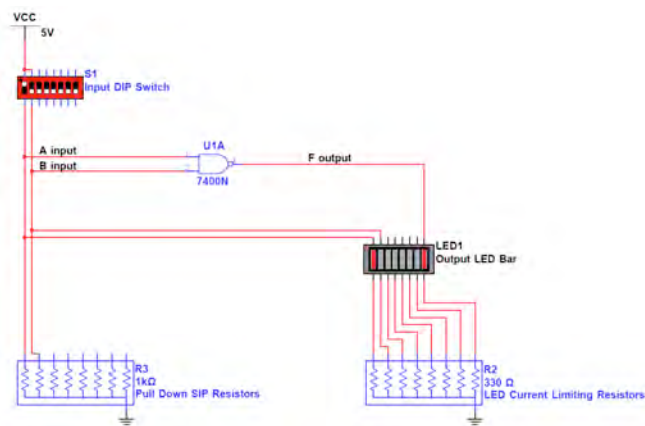 VCC
5V
S1
Input DIP Switch
U1A
A input
B input
F output
7400N
LED1
Output LED Bar
R3
1kΩ
Pull Down SIP Resistors
R2
330 Ω
LED Current Limiting Resistors